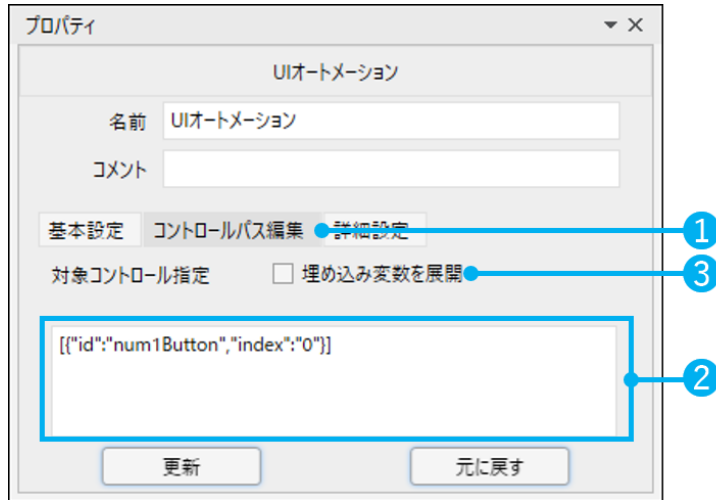 プロパティ
UIオートメーション
名前 UIオートメーション
コメント
基本設定 コントロールパス編集 詳細設定 1
対象コントロール指定 埋め込み変数を展開 3
[{"id":"num1Button","index":"0"}]
2
更新 元に戻す